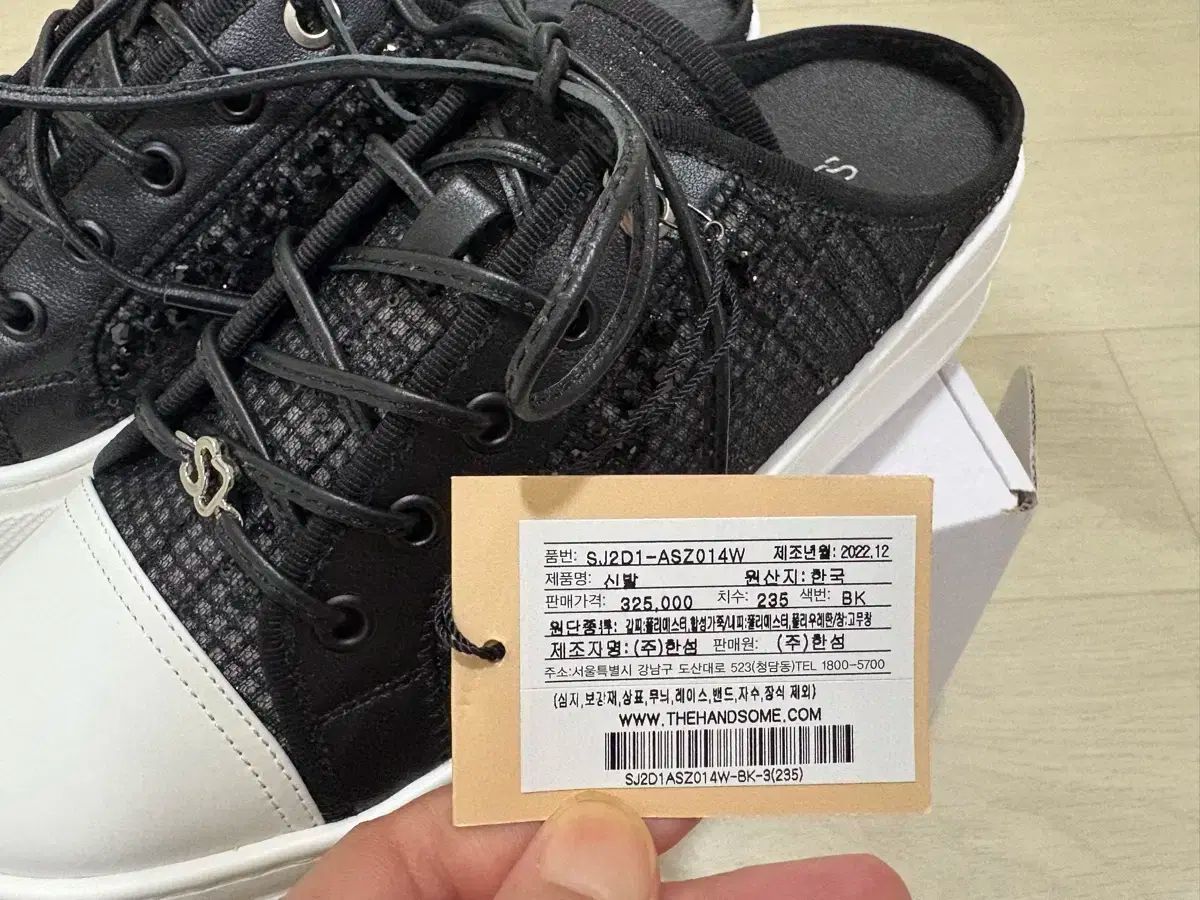 S
품번: SJ2D1-ASZ014W 제조년월: 2022.12
제품명: 신발 원산지: 한국
판매가격: 325,000 치수: 235 색번: BK
원단종류: 겉피:폴리에스터,합성가죽/내피:폴리에스터,폴리우레탄/창:고무창
제조자명: (주)한섬 판매원: (주)한섬
주소:서울특별시 강남구 도산대로 523(청담동)TEL 1800-5700
(심지,보강재,상표,무늬,레이스,밴드,자수,장식 제외)
WWW.THEHANDSOME.COM
SJ2D1ASZ014W-BK-3(235)